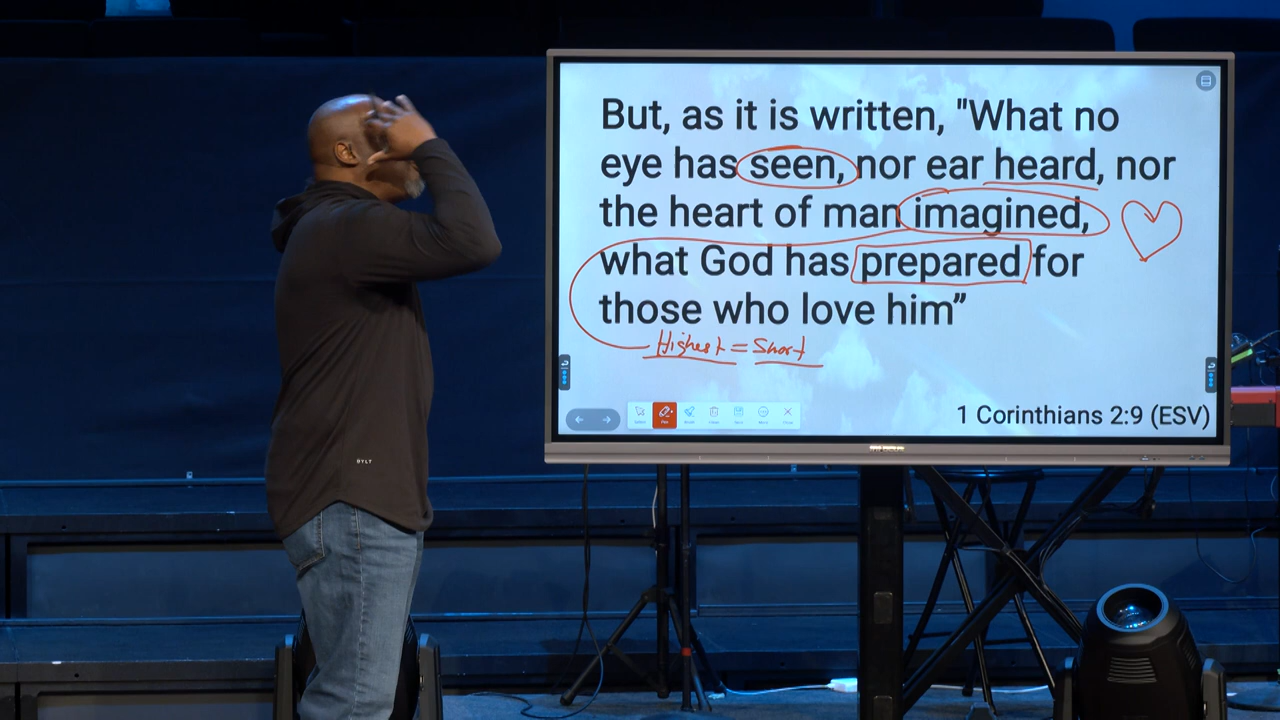 But, as it is written, "What no
eye has seen, nor ear heard, nor
the heart of man imagined,
what God has prepared for
those who love him”
Highest = Short
1 Corinthians 2:9 (ESV)
BYLT